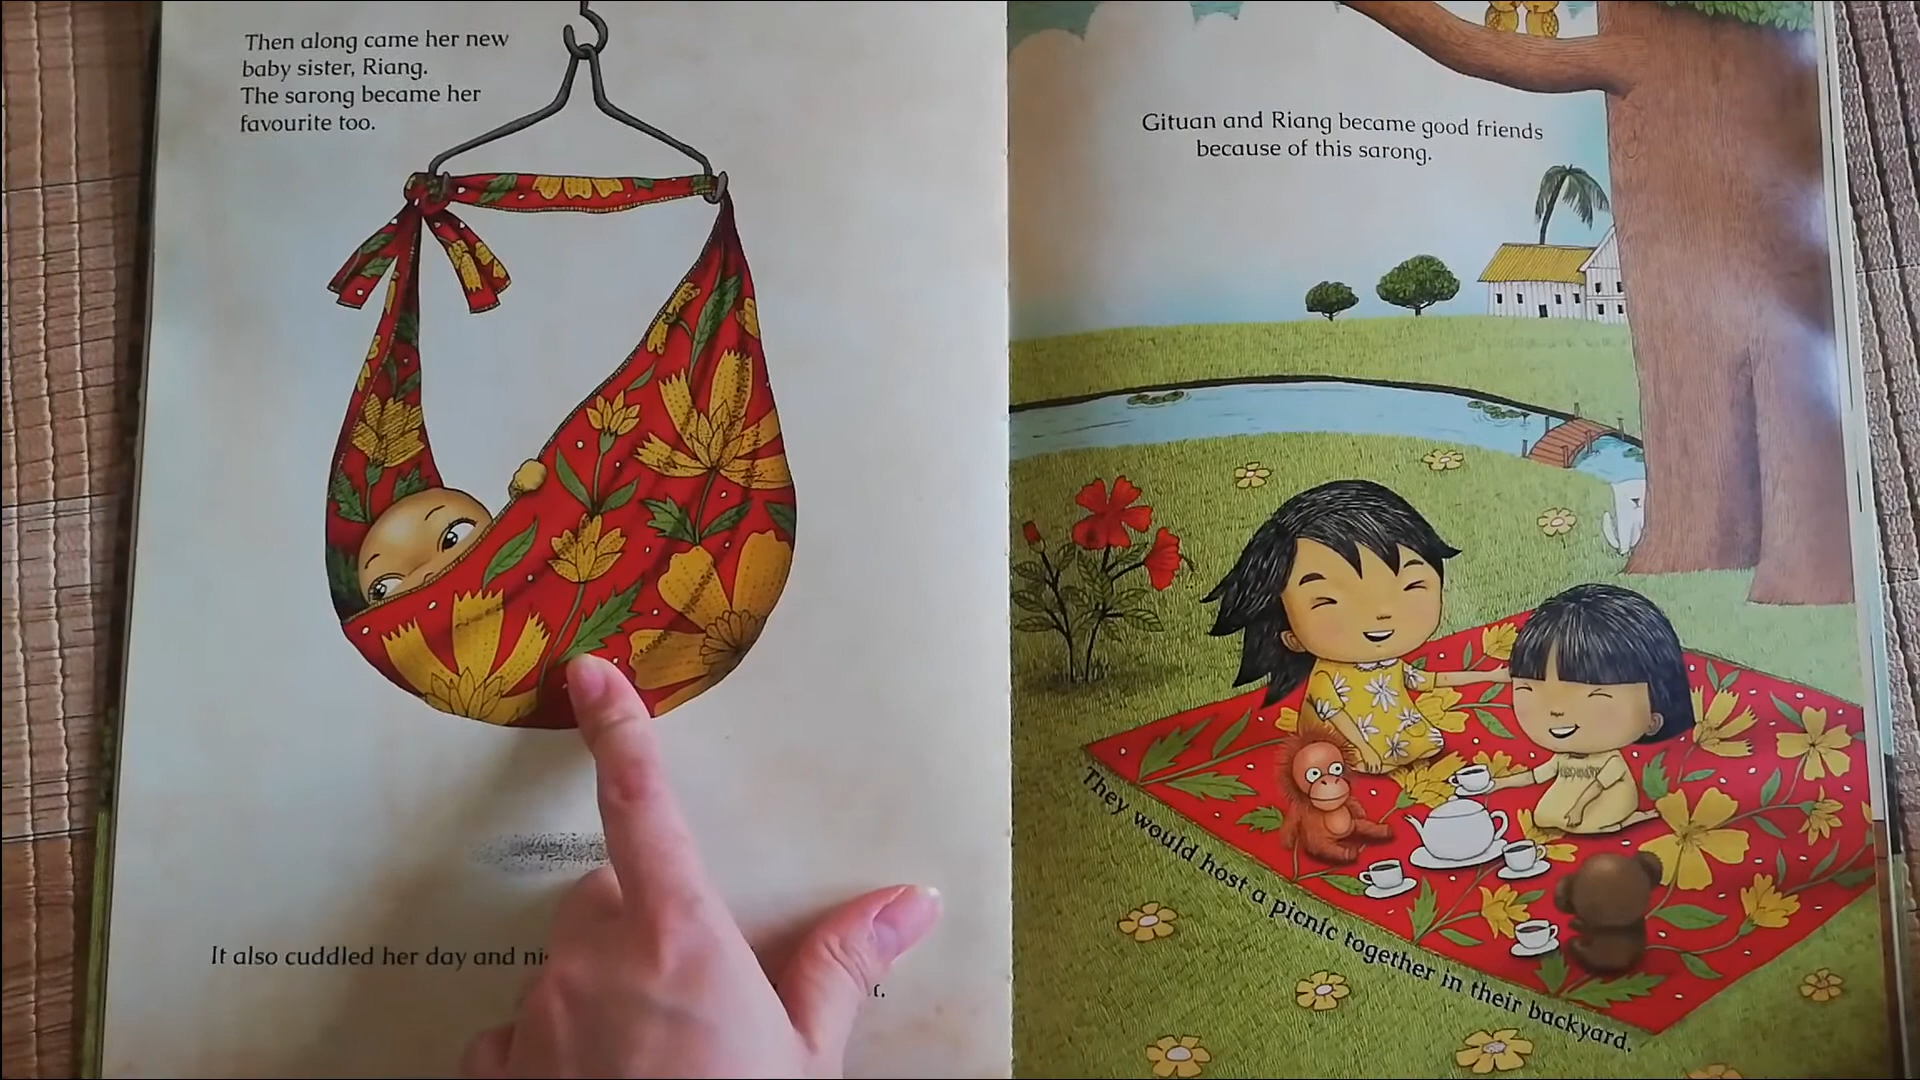 Then along came her new
baby sister, Riang.
The sarong became her
favourite too.
It also cuddled her day and
Gituan and Riang became good friends
because of this sarong.
They would host a picnic together in their backyard.